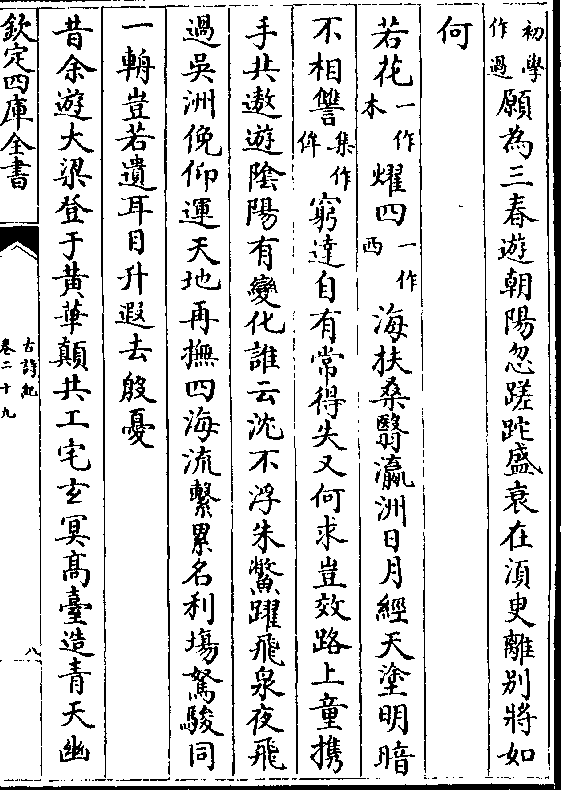 初學作過願為三春遊朝陽忽蹉跎盛衰在湏臾離別將如
何
若花一作木燿四一作西海扶桑翳瀛洲日月經天塗明暗
不相讐集作侔窮達自有常得失又何求豈效路上童携
手共遨遊隂陽有變化誰云沈不浮朱鱉躍飛泉夜飛
過吳洲俛仰運天地再撫四海流繫累名利塲駑駿同
一輈豈若遺耳目升遐去殷憂
昔余遊大梁登于黃華顛共工宅玄冥髙臺造青天幽
欽定四庫全書
古詩紀
卷二十九
八